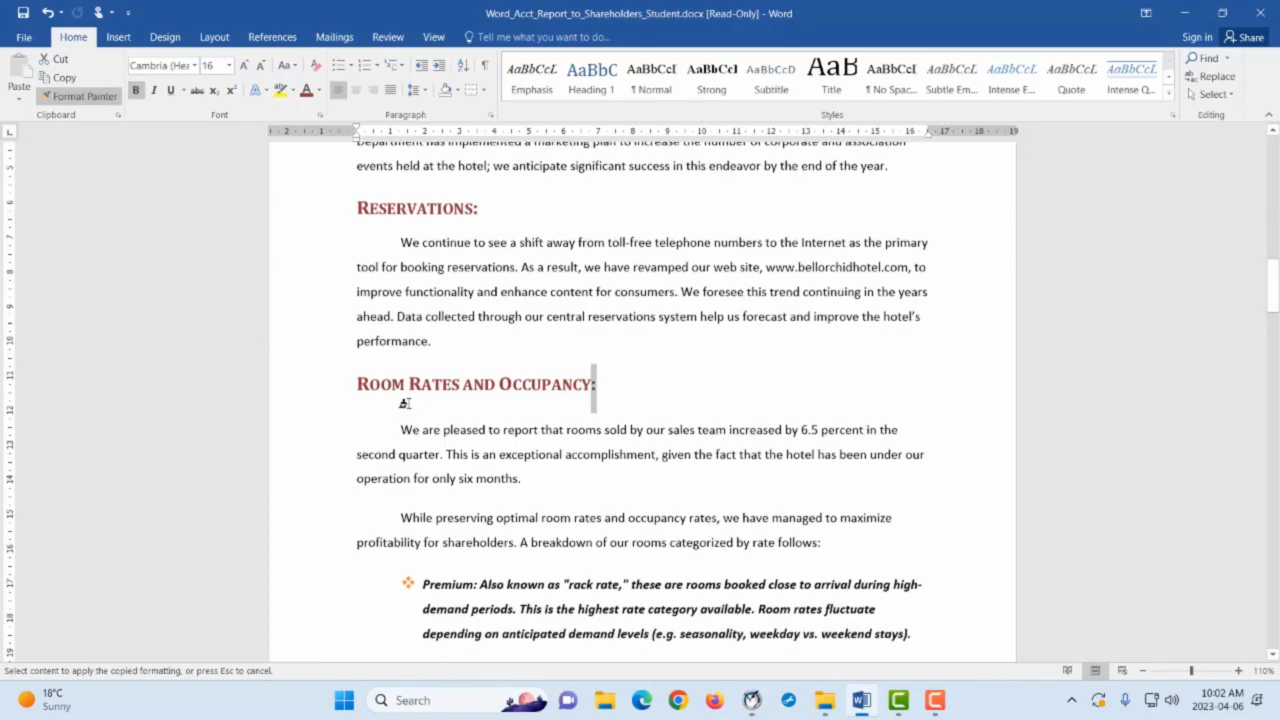 Word_Acct_Report_to_Shareholders_Student.docx [Read-Only] - Word
File Home Insert Design Layout References Mailings Review View Tell me what you want to do... Sign in Share
Paste Cut Copy Format Painter
Cambria (Hea 16
AaBbCcL AaBbC AaBbCcI AaBbCcI AaBbCcD AaB AaBbCcI AaBbCcL AaBbCcL AaBbCcL AaBbCcL
Emphasis Heading 1 ¶ Normal Strong Subtitle Title ¶ No Spac... Subtle Em... Intense E... Quote Intense Q...
Find Replace Select
Clipboard Font Paragraph Styles Editing
Department has implemented a marketing plan to increase the number of corporate and association
events held at the hotel; we anticipate significant success in this endeavor by the end of the year.
RESERVATIONS:
We continue to see a shift away from toll-free telephone numbers to the Internet as the primary
tool for booking reservations. As a result, we have revamped our web site, www.bellorchidhotel.com, to
improve functionality and enhance content for consumers. We foresee this trend continuing in the years
ahead. Data collected through our central reservations system help us forecast and improve the hotel's
performance.
ROOM RATES AND OCCUPANCY:
We are pleased to report that rooms sold by our sales team increased by 6.5 percent in the
second quarter. This is an exceptional accomplishment, given the fact that the hotel has been under our
operation for only six months.
While preserving optimal room rates and occupancy rates, we have managed to maximize
profitability for shareholders. A breakdown of our rooms categorized by rate follows:
Premium: Also known as "rack rate," these are rooms booked close to arrival during high-
demand periods. This is the highest rate category available. Room rates fluctuate
depending on anticipated demand levels (e.g. seasonality, weekday vs. weekend stays).
Select content to apply the copied formatting, or press Esc to cancel. 110%
18°C
Sunny
Search
10:02 AM
2023-04-06